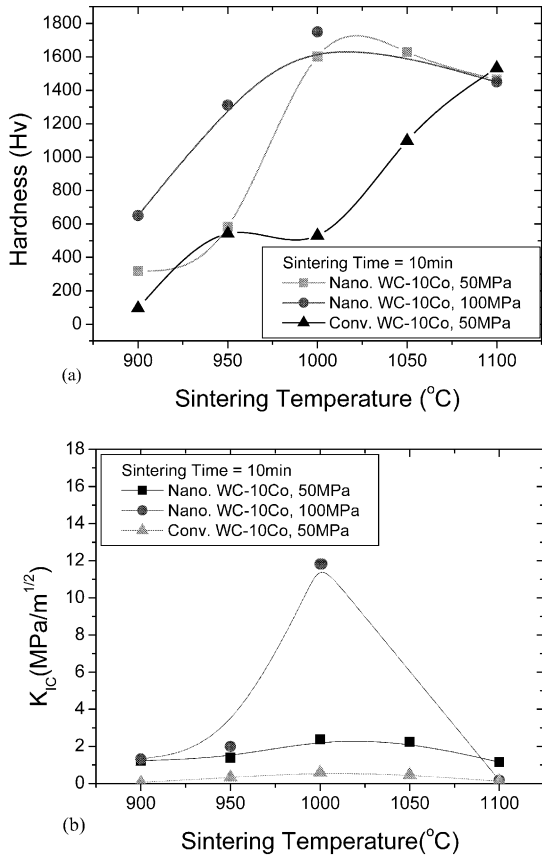 1800
1600
1400
1200
1000
800
600
400
200
0
Hardness (Hv)
Sintering Time = 10min
Nano. WC-10Co, 50MPa
Nano. WC-10Co, 100MPa
Conv. WC-10Co, 50MPa
900 950 1000 1050 1100
(a)
Sintering Temperature (°C)
18
16
14
12
10
8
6
4
2
0
K_IC(MPa/m^1/2)
Sintering Time = 10min
Nano. WC-10Co, 50MPa
Nano. WC-10Co, 100MPa
Conv. WC-10Co, 50MPa
900 950 1000 1050 1100
(b)
Sintering Temperature(°C)